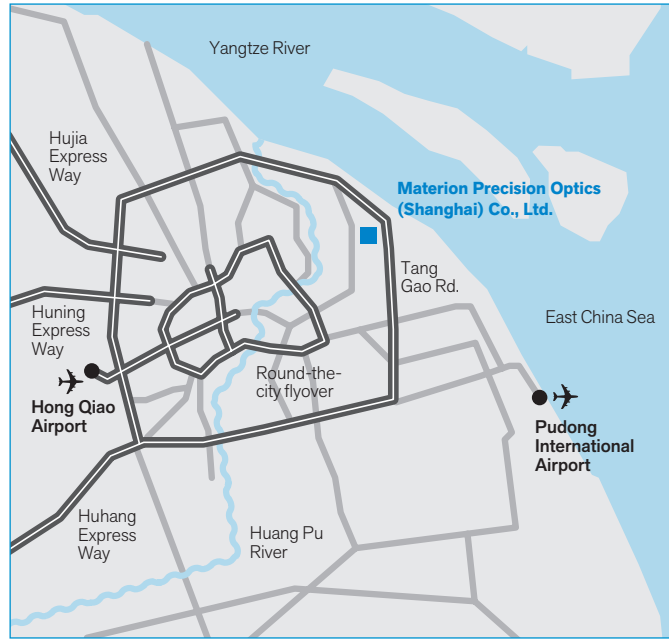 Yangtze River
Hujia
Express
Way
Materion Precision Optics
(Shanghai) Co., Ltd.
Tang
Gao Rd.
East China Sea
Huning
Express
Way
Round-the-
city flyover
Hong Qiao
Airport
Pudong
International
Airport
Huhang
Express
Way
Huang Pu
River